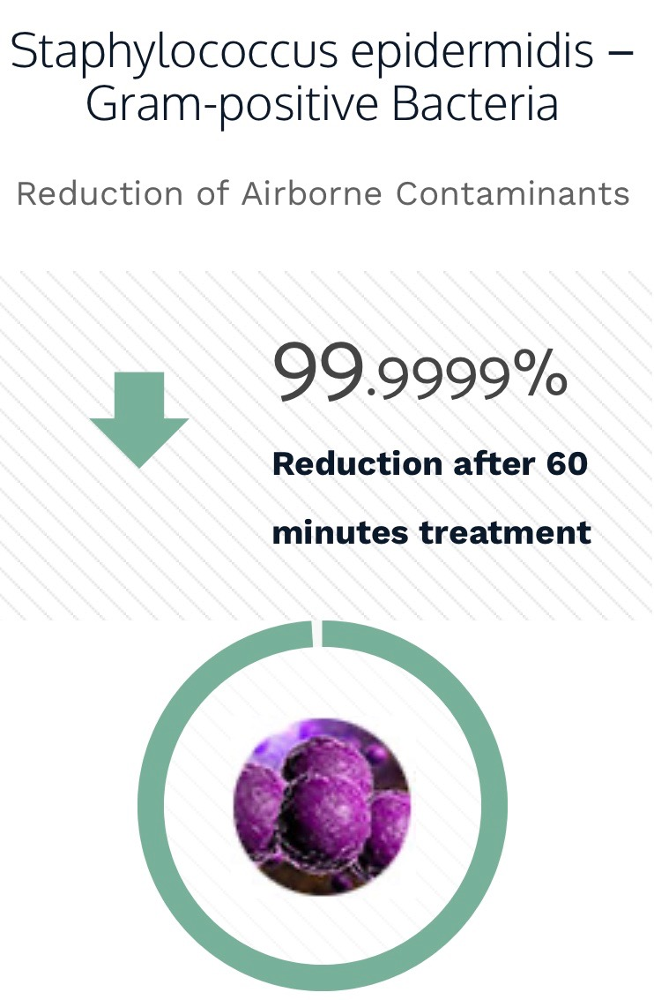 Staphylococcus epidermidis –
Gram-positive Bacteria
Reduction of Airborne Contaminants
99.9999%
Reduction after 60
minutes treatment